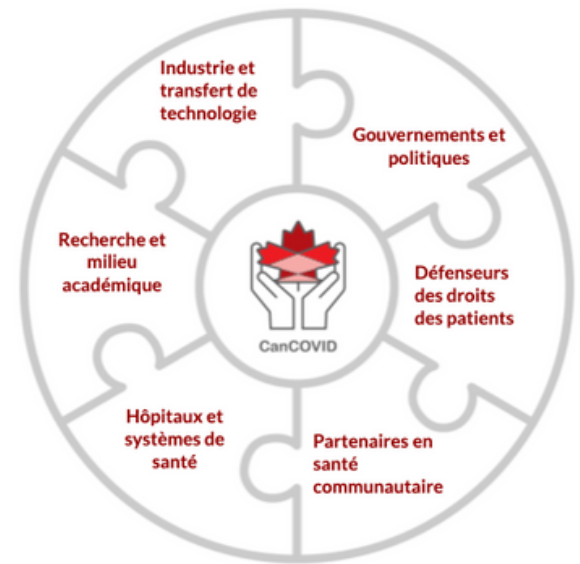 Industrie et
transfert de
technologie
Gouvernements et
politiques
Défenseurs
des droits
des patients
Partenaires en
santé
communautaire
Hôpitaux et
systèmes de
santé
Recherche et
milieu
académique
CanCOVID